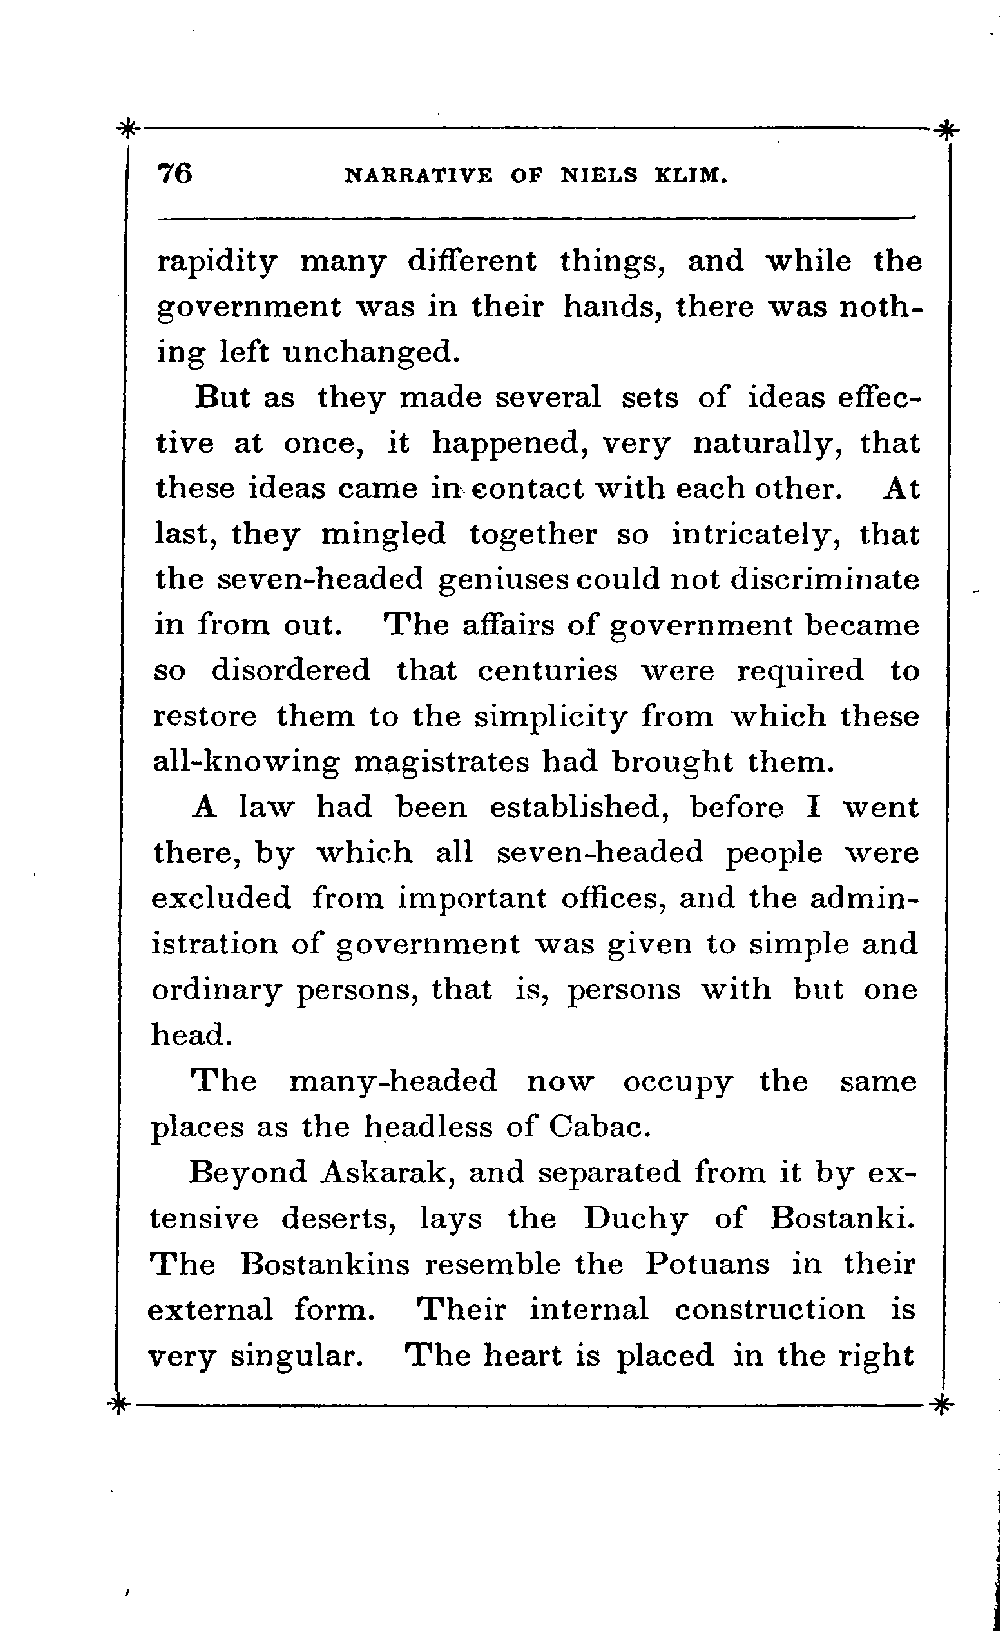 76 NARRATIVE OF NIELS KLIM.
rapidity many different things, and while the
government was in their hands, there was noth-
ing left unchanged.
But as they made several sets of ideas effec-
tive at once, it happened, very naturally, that
these ideas came in contact with each other. At
last, they mingled together so intricately, that
the seven-headed geniuses could not discriminate
in from out. The affairs of government became
so disordered that centuries were required to
restore them to the simplicity from which these
all-knowing magistrates had brought them.
A law had been established, before I went
there, by which all seven-headed people were
excluded from important offices, and the admin-
istration of government was given to simple and
ordinary persons, that is, persons with but one
head.
The many-headed now occupy the same
places as the headless of Cabac.
Beyond Askarak, and separated from it by ex-
tensive deserts, lays the Duchy of Bostanki.
The Bostankins resemble the Potuans in their
external form. Their internal construction is
very singular. The heart is placed in the right